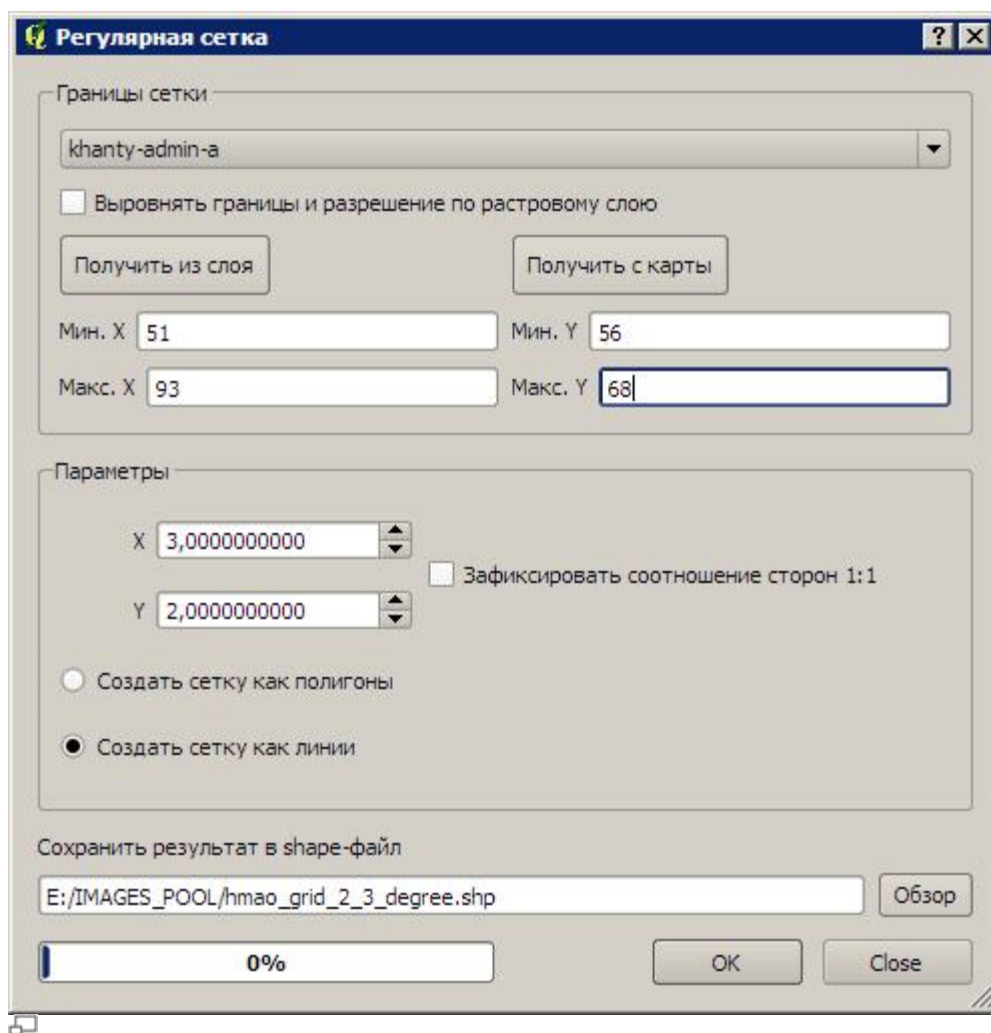 Регулярная сетка
Границы сетки
khanty-admin-a
Выровнять границы и разрешение по растровому слою
Получить из слоя Получить с карты
Мин. X 51 Мин. Y 56
Макс. X 93 Макс. Y 68
Параметры
X 3,0000000000
Зафиксировать соотношение сторон 1:1
Y 2,0000000000
Создать сетку как полигоны
Создать сетку как линии
Сохранить результат в shape-файл
E:/IMAGES_POOL/hmao_grid_2_3_degree.shp Обзор
0% OK Close